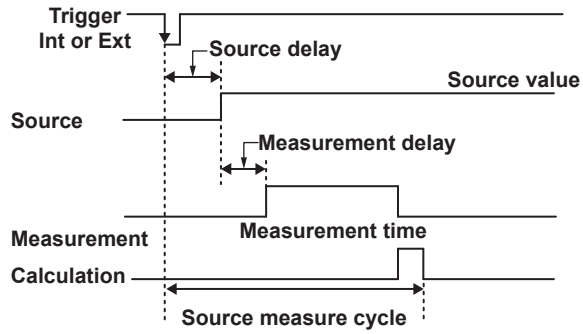 Trigger
Int or Ext
Source delay
Source value
Source
Measurement delay
Measurement time
Measurement
Calculation
Source measure cycle